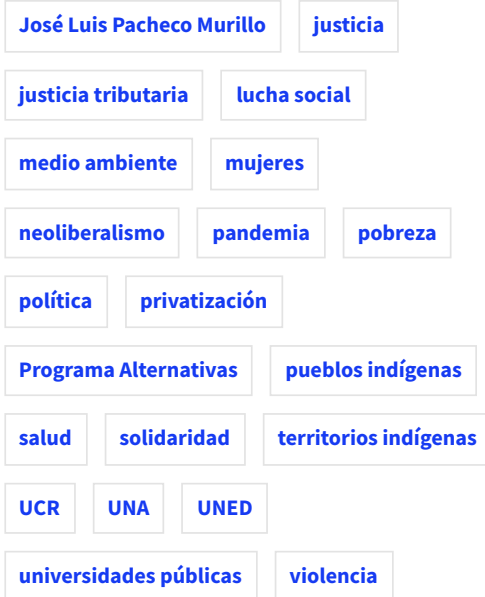 José Luis Pacheco Murillo justicia
justicia tributaria lucha social
medio ambiente mujeres
neoliberalismo pandemia pobreza
política privatización
Programa Alternativas pueblos indígenas
salud solidaridad territorios indígenas
UCR UNA UNED
universidades públicas violencia